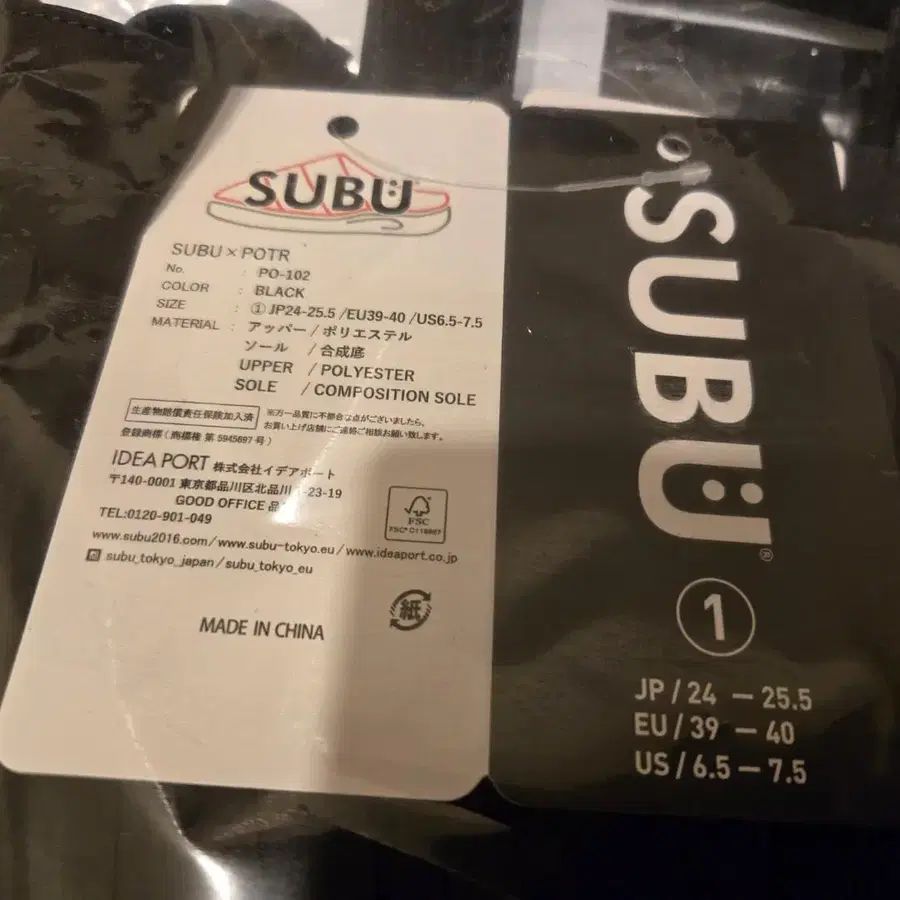 SUBU
SUBU×POTR
No. : PO-102
COLOR : BLACK
SIZE : ①JP24-25.5 /EU39-40 /US6.5-7.5
MATERIAL : アッパー/ポリエステル
ソール /合成底
UPPER /POLYESTER
SOLE /COMPOSITION SOLE
生産物賠償責任保険加入済
※万一品質に不都合な点がございましたら、
お買い上げ店舗にご連絡ご相談お願い致します。
登録商標(商標権 第 5945697 号)
IDEA PORT 株式会社イデアポート
〒140-0001 東京都品川区北品川 -23-19
GOOD OFFICE 品
TEL:0120-901-049
www.subu2016.com/www.subu-tokyo.eu/www.ideaport.co.jp
subu_tokyo_japan/subu_tokyo_eu
FSC
紙
MADE IN CHINA
SUBU®
1
JP/24 — 25.5
EU/39 — 40
US/6.5 — 7.5